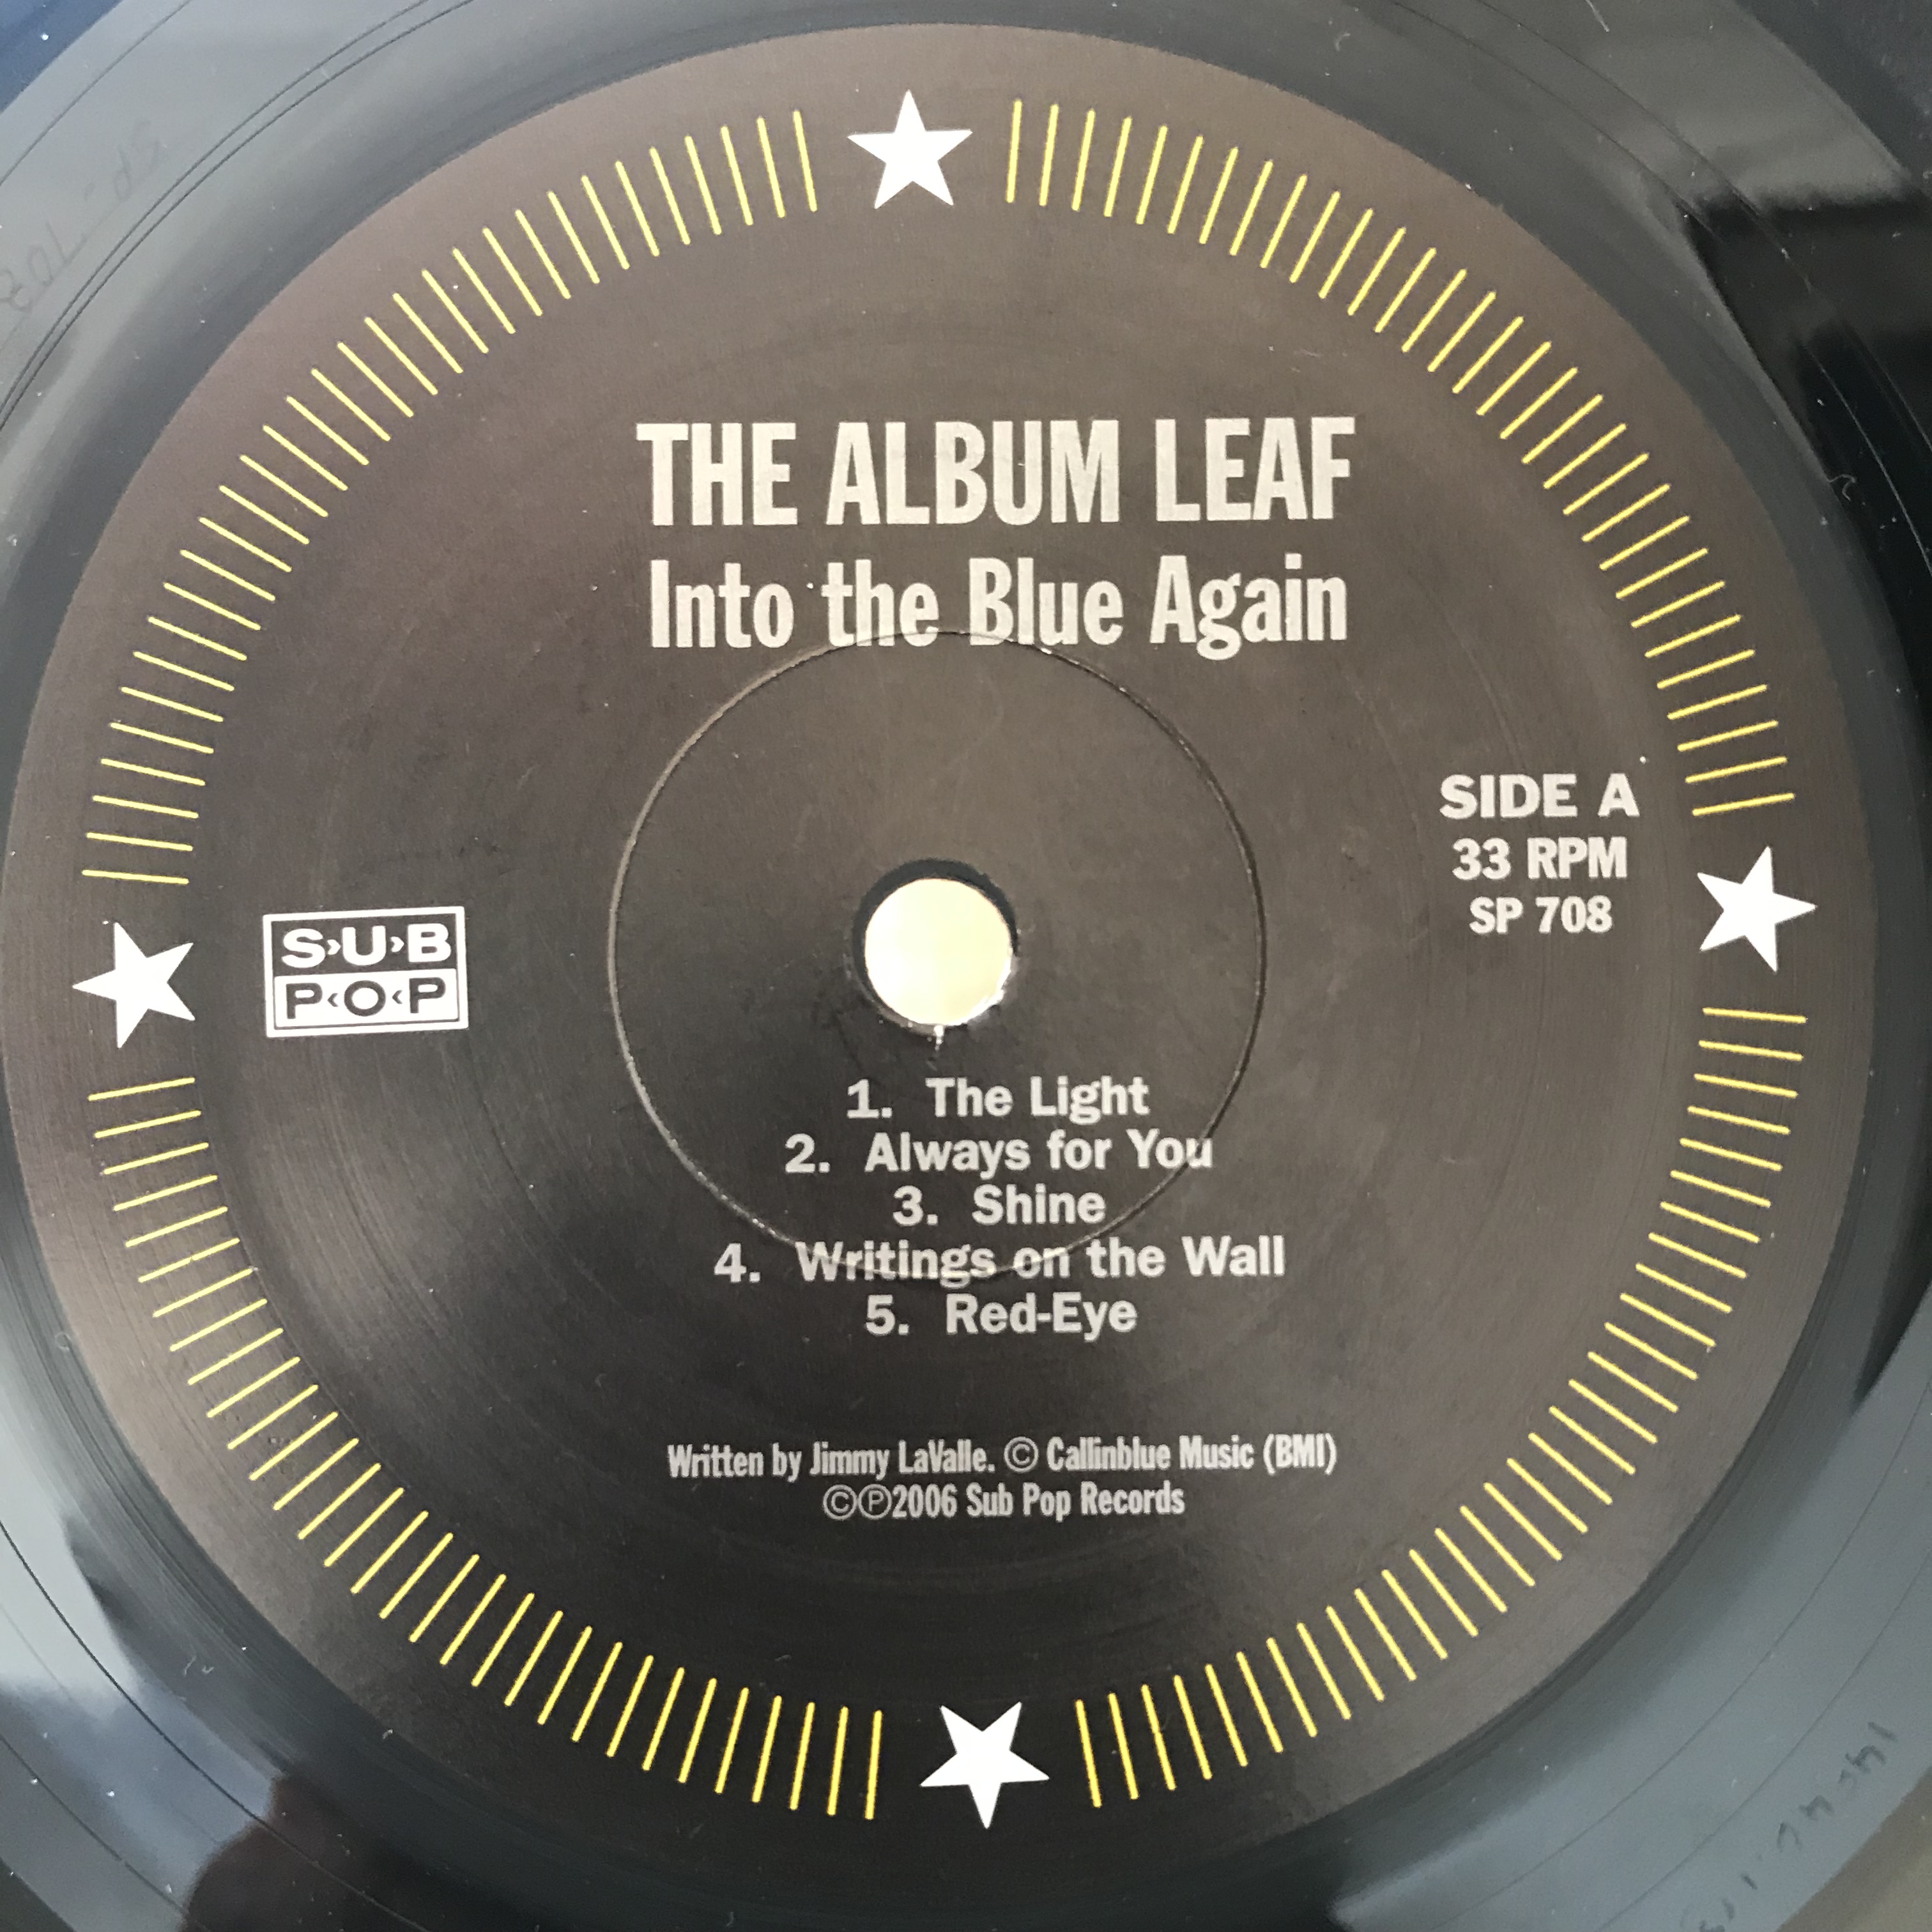 THE ALBUM LEAF
Into the Blue Again
SIDE A
33 RPM
SP 708
S›U›B
P‹O‹P
1. The Light
2. Always for You
3. Shine
4. Writings on the Wall
5. Red-Eye
Written by Jimmy LaValle. © Callinblue Music (BMI)
©℗2006 Sub Pop Records
SP-708